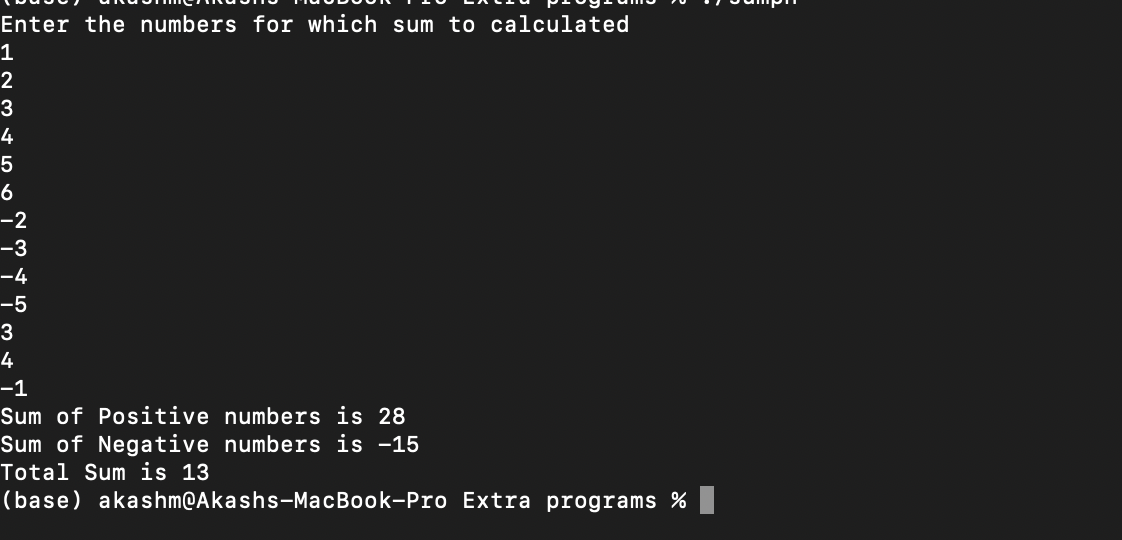 (base) akashm@Akashs-MacBook-Pro Extra programs % ./sumpn
Enter the numbers for which sum to calculated
1
2
3
4
5
6
-2
-3
-4
-5
3
4
-1
Sum of Positive numbers is 28
Sum of Negative numbers is -15
Total Sum is 13
(base) akashm@Akashs-MacBook-Pro Extra programs %